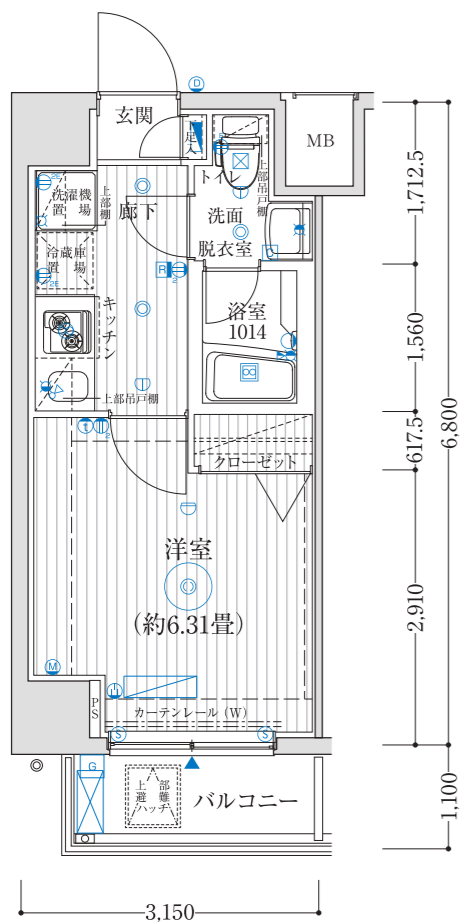 D
玄関
下足入
MB
トイレ
上部吊戸棚
2E
洗濯機
置場
上部棚
廊下
洗面
脱衣室
冷蔵庫
置場
2E
R
2
キッチン
浴室
1014
上部吊戸棚
t
2
クローゼット
洋室
(約6.31畳)
M
PS
カーテンレール (W)
S
S
G
上部
避難
ハッチ
バルコニー
1,712.5
1,560
617.5
2,910
6,800
1,100
3,150